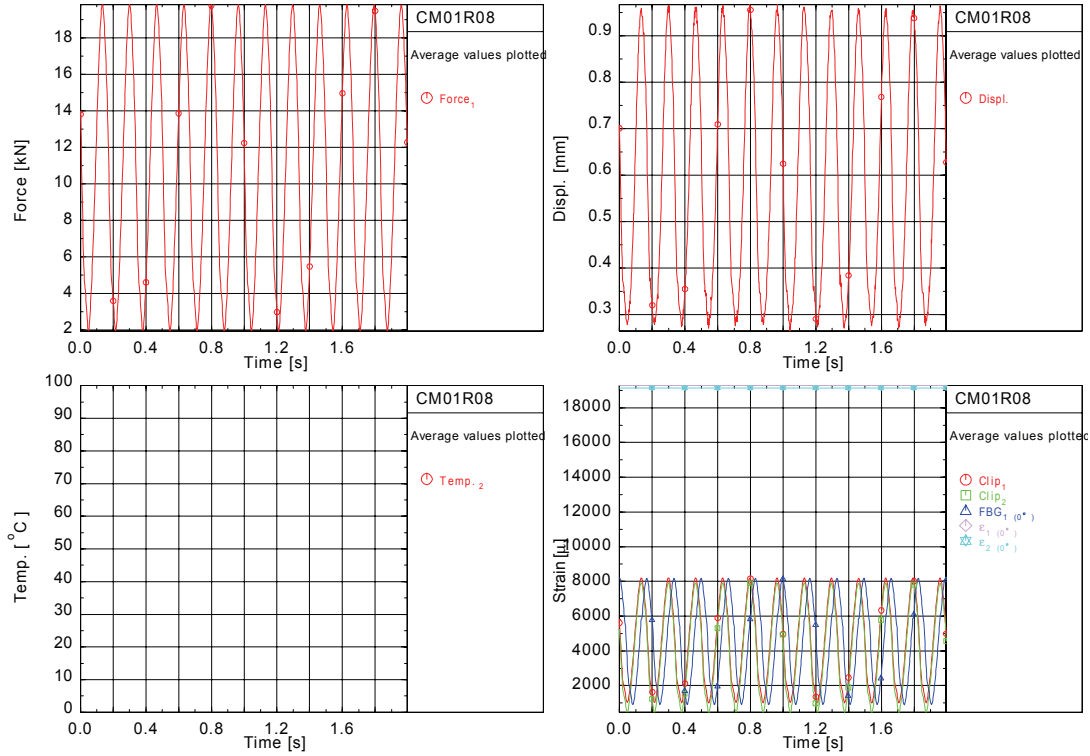 CM01R08
Average values plotted
Force₁
Force [kN]
18
16
14
12
10
8
6
4
2
0.0 0.4 0.8 1.2 1.6
Time [s]
CM01R08
Average values plotted
Displ.
Displ. [mm]
0.9
0.8
0.7
0.6
0.5
0.4
0.3
0.0 0.4 0.8 1.2 1.6
Time [s]
CM01R08
Average values plotted
Temp.₂
Temp. [°C]
100
90
80
70
60
50
40
30
20
10
0
0.0 0.4 0.8 1.2 1.6
Time [s]
CM01R08
Average values plotted
Clip₁
Clip₂
FBG₁ (0°)
ε₁ (0°)
ε₂ (0°)
Strain [µ]
18000
16000
14000
12000
10000
8000
6000
4000
2000
0.0 0.4 0.8 1.2 1.6
Time [s]